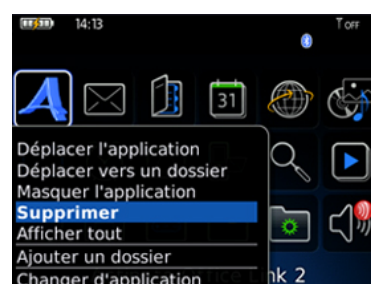 14:13
OFF
31
Déplacer l'application
Déplacer vers un dossier
Masquer l'application
Supprimer
Afficher tout
Ajouter un dossier
Changer d'application
nk 2